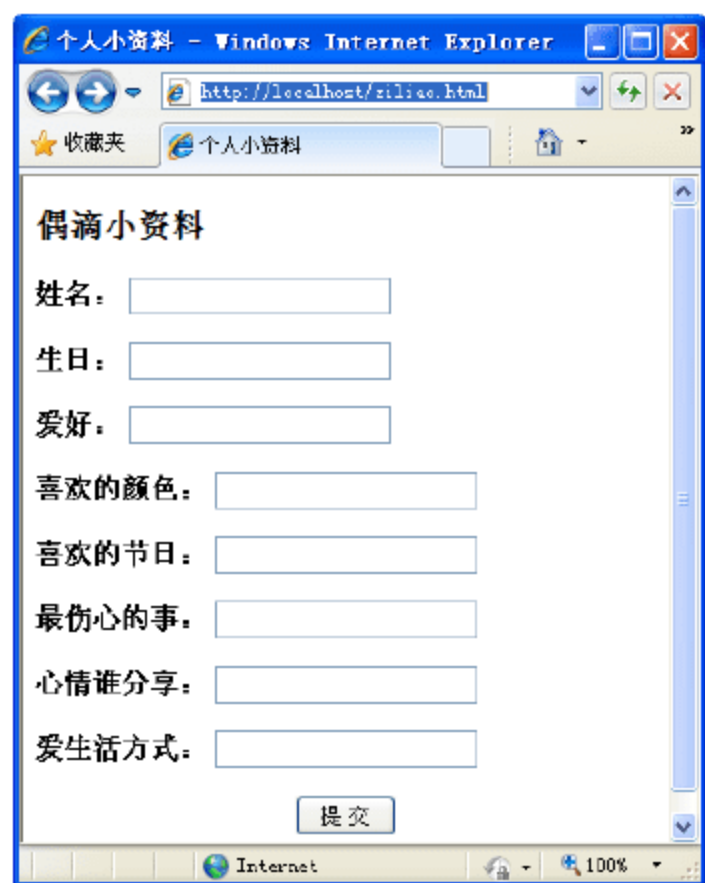 个人小资料 - Windows Internet Explorer
http://localhost/ziliao.html
收藏夹
个人小资料
偶滴小资料
姓名：
生日：
爱好：
喜欢的颜色：
喜欢的节日：
最伤心的事：
心情谁分享：
爱生活方式：
提交
Internet
100%